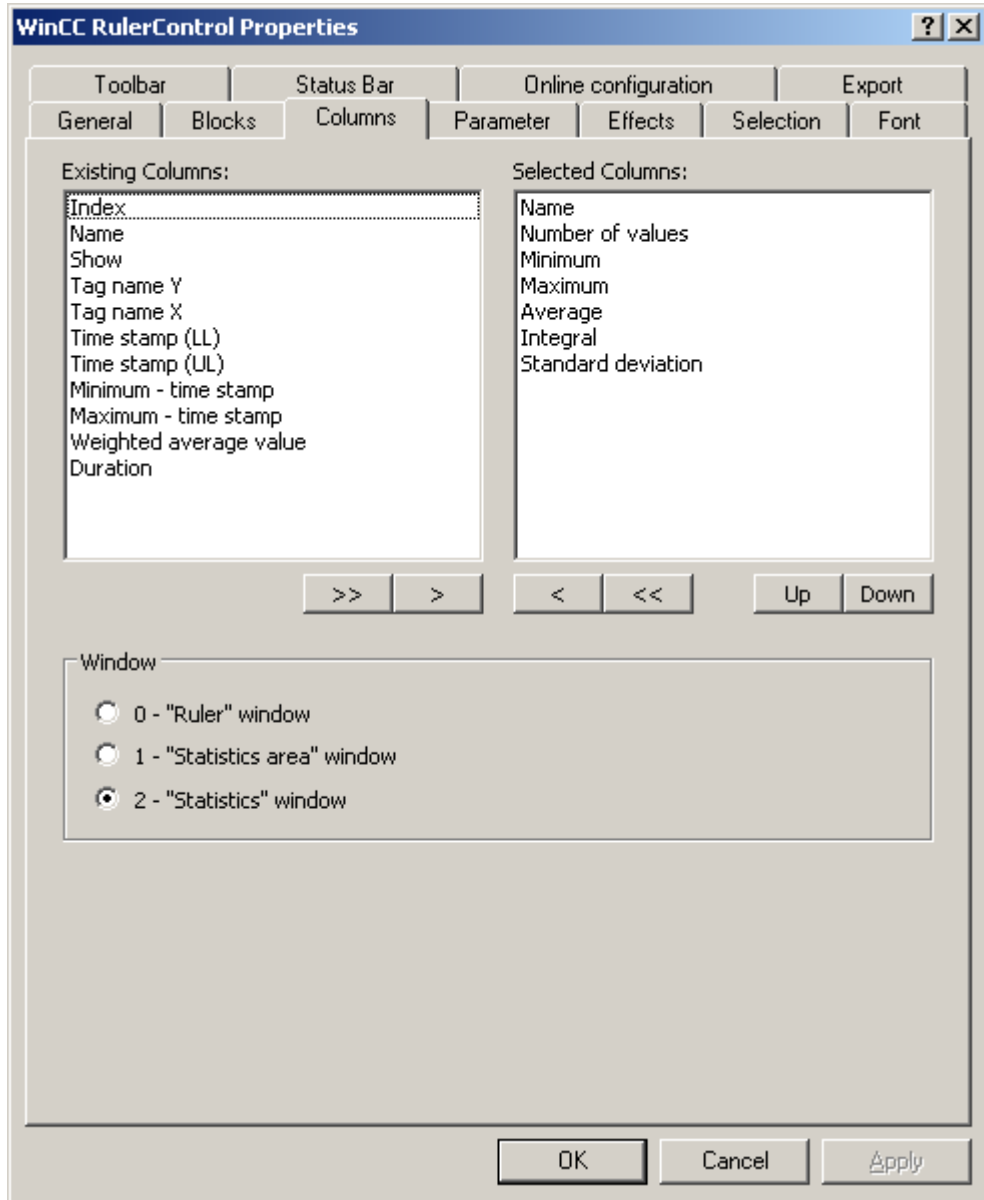 WinCC RulerControl Properties
Toolbar Status Bar Online configuration Export
General Blocks Columns Parameter Effects Selection Font
Existing Columns:
Index
Name
Show
Tag name Y
Tag name X
Time stamp (LL)
Time stamp (UL)
Minimum - time stamp
Maximum - time stamp
Weighted average value
Duration
>> >
Selected Columns:
Name
Number of values
Minimum
Maximum
Average
Integral
Standard deviation
< << Up Down
Window
0 - "Ruler" window
1 - "Statistics area" window
2 - "Statistics" window
OK Cancel Apply